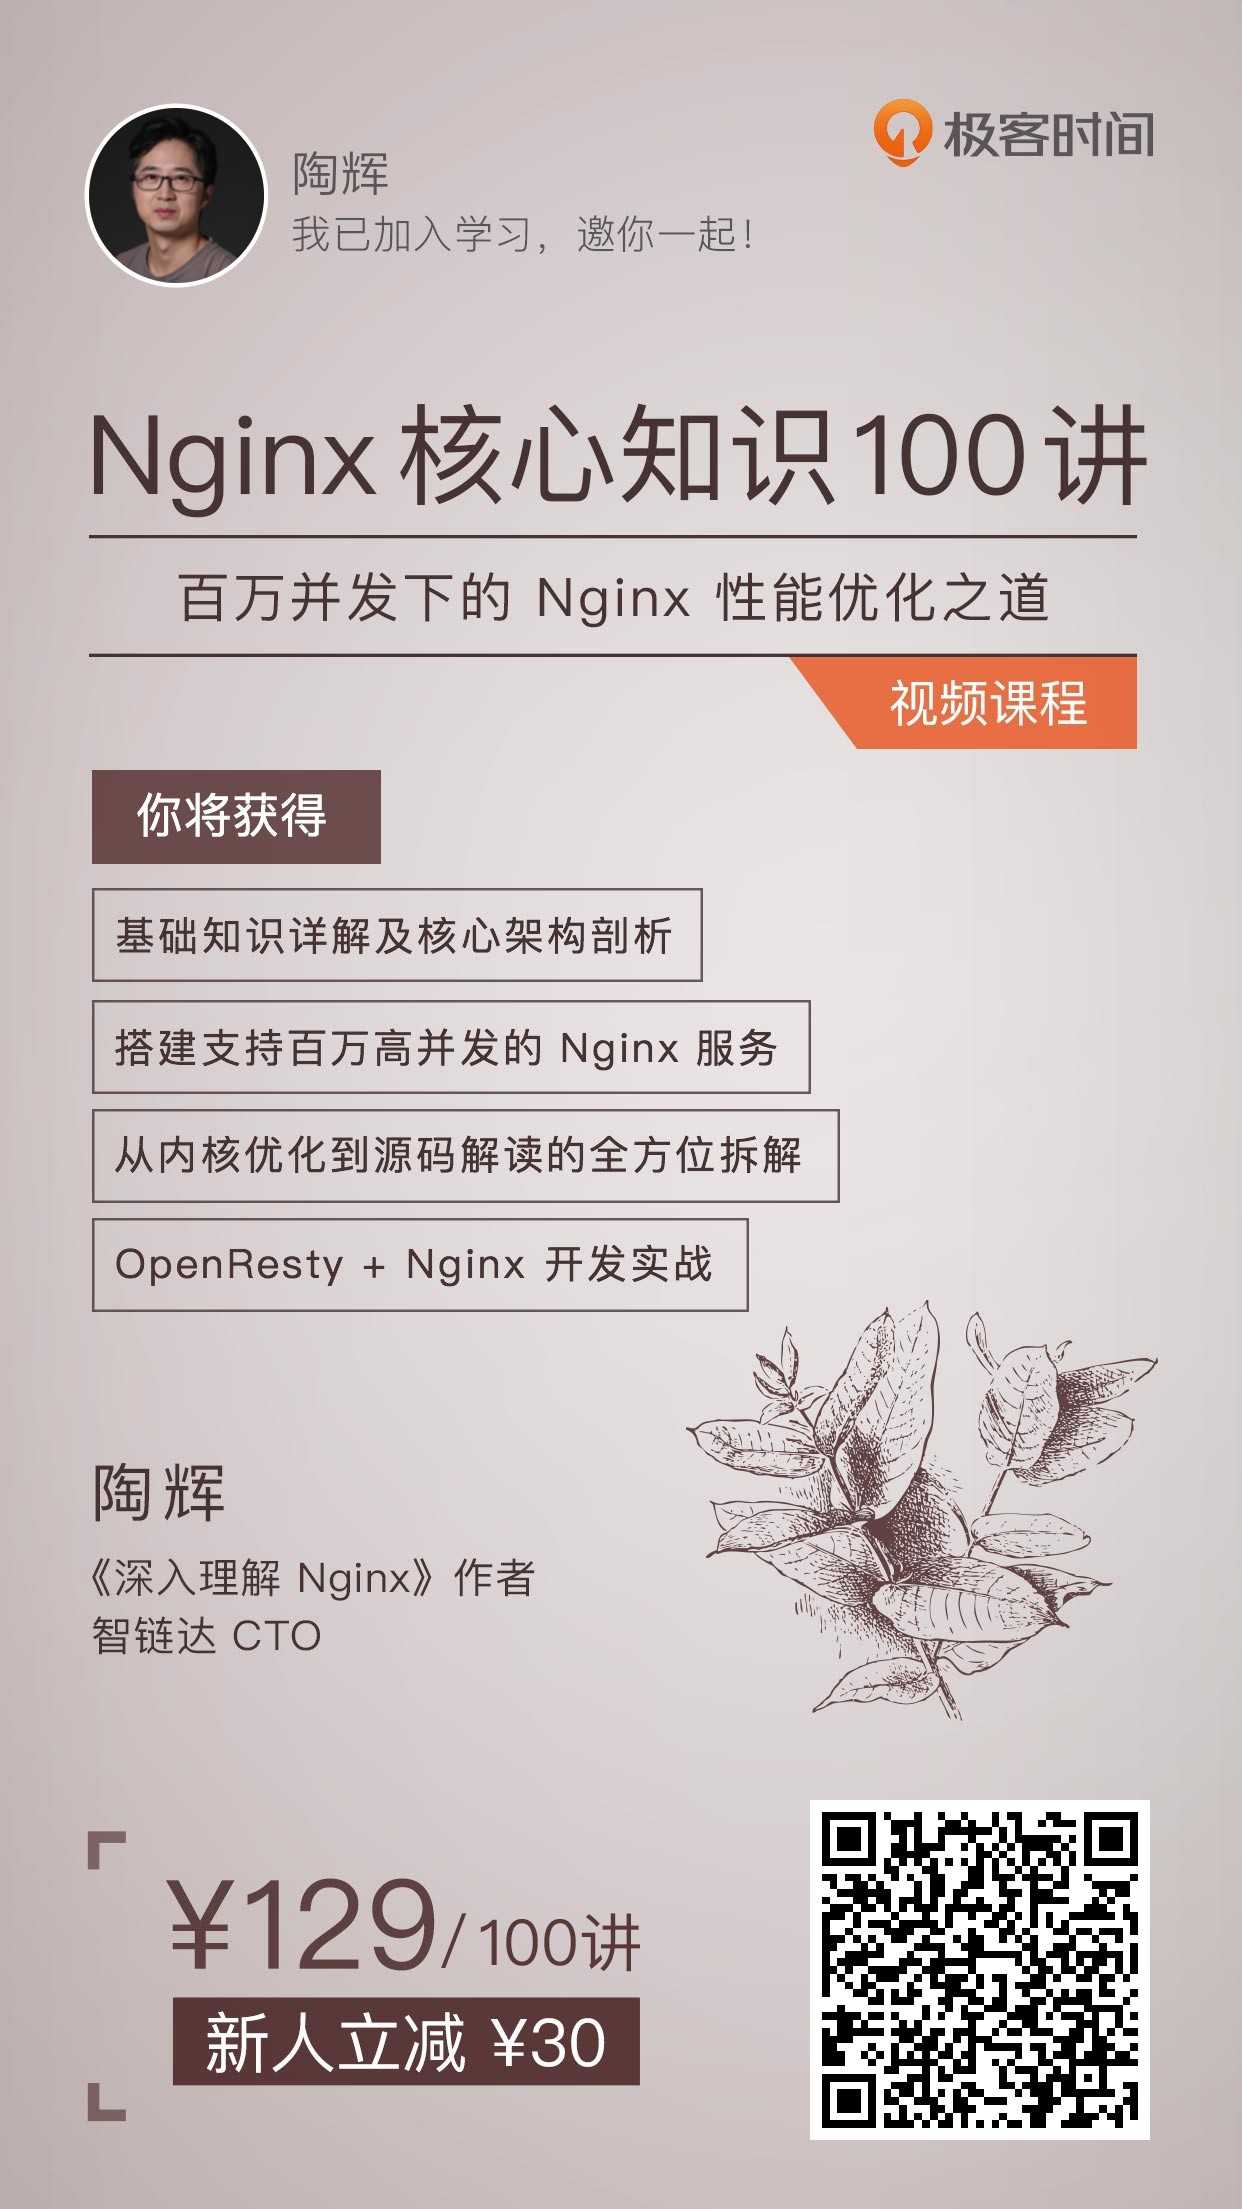 极客时间
陶辉
我已加入学习，邀你一起！
Nginx 核心知识100讲
百万并发下的 Nginx 性能优化之道
视频课程
你将获得
基础知识详解及核心架构剖析
搭建支持百万高并发的 Nginx 服务
从内核优化到源码解读的全方位拆解
OpenResty + Nginx 开发实战
陶辉
《深入理解 Nginx》作者
智链达 CTO
¥129/100讲
新人立减 ¥30